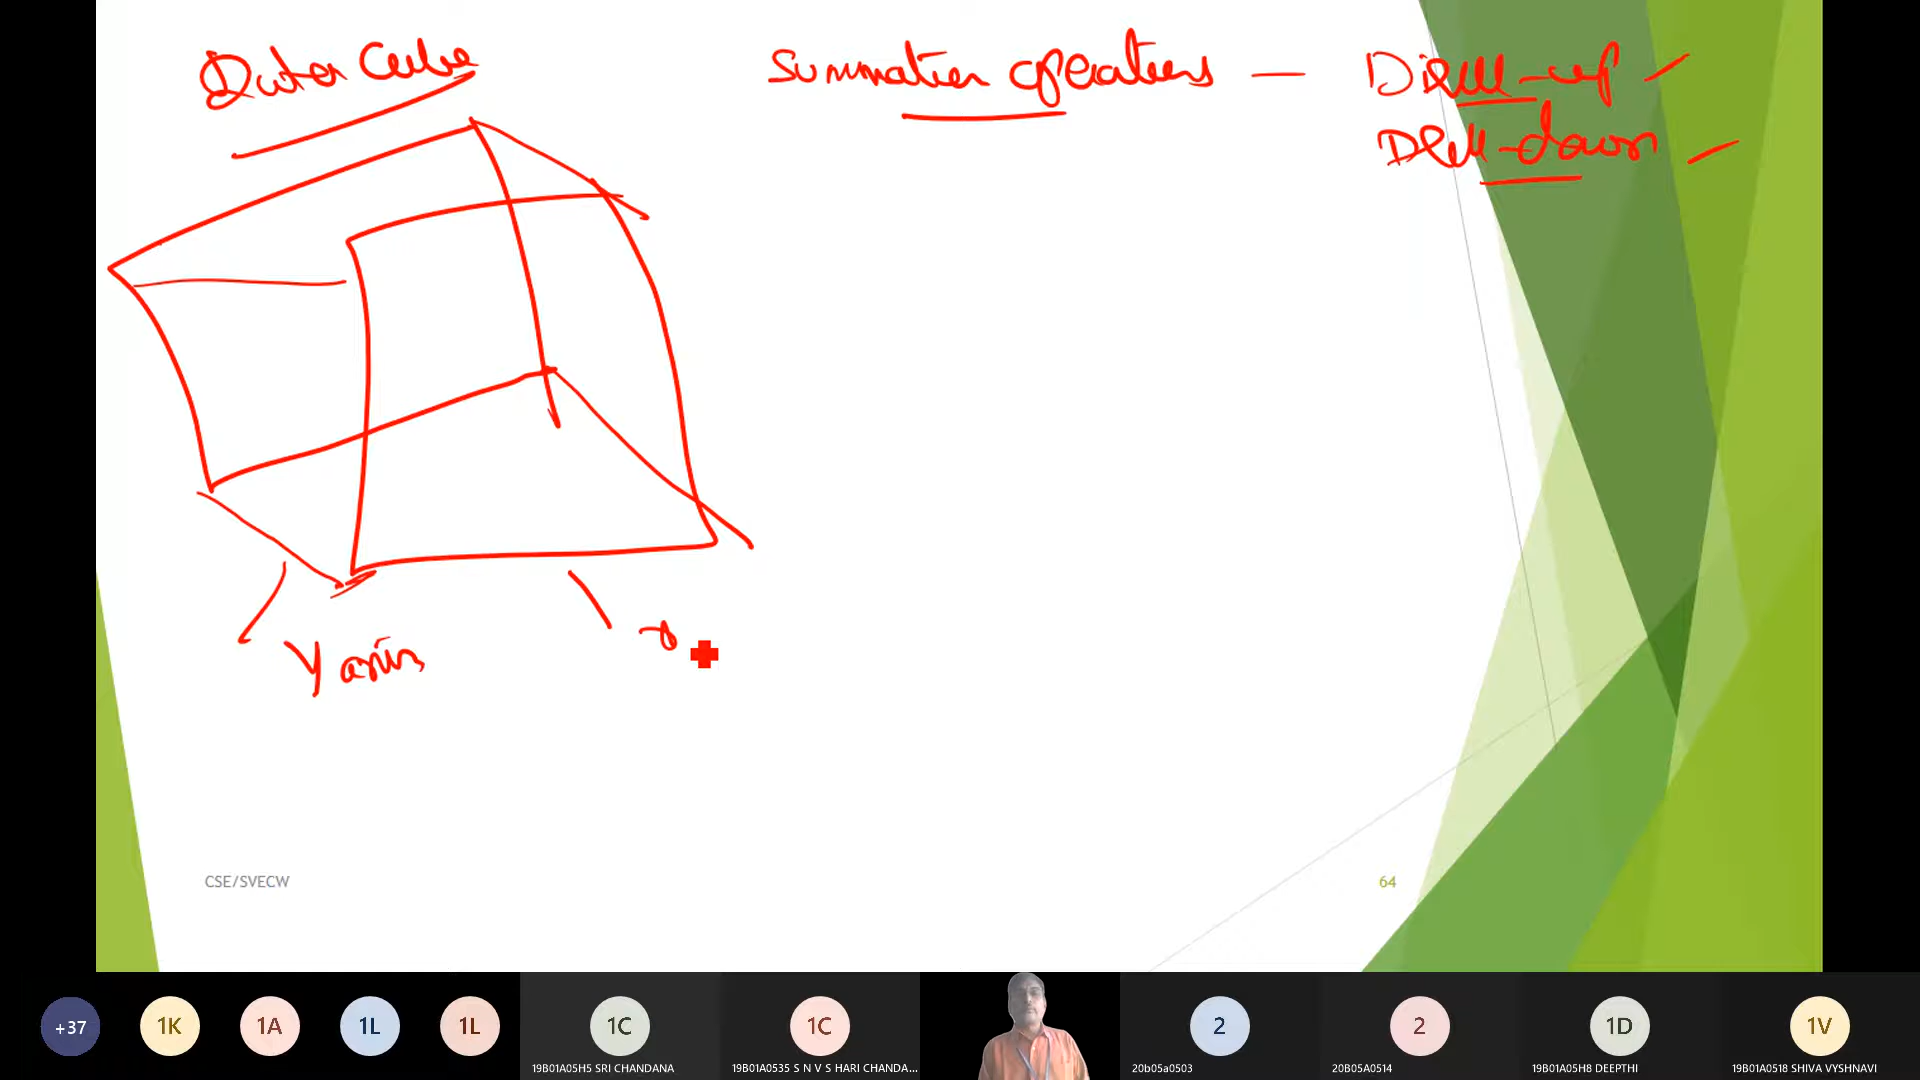 Data Cube
Summation operations — Drill-up -
Drill-down -
Y axis
CSE/SVECW
64
+37
1K
1A
1L
1L
1C
1C
2
2
1D
1V
19B01A05H5 SRI CHANDANA
19B01A0535 S N V S HARI CHANDA...
20b05a0503
20B05A0514
19B01A05H8 DEEPTHI
19B01A0518 SHIVA VYSHNAVI